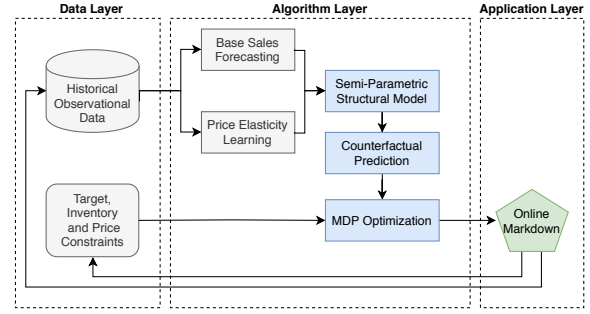 Data Layer
Algorithm Layer
Application Layer
Historical
Observational
Data
Base Sales
Forecasting
Price Elasticity
Learning
Semi-Parametric
Structural Model
Counterfactual
Prediction
Target,
Inventory
and Price
Constraints
MDP Optimization
Online
Markdown